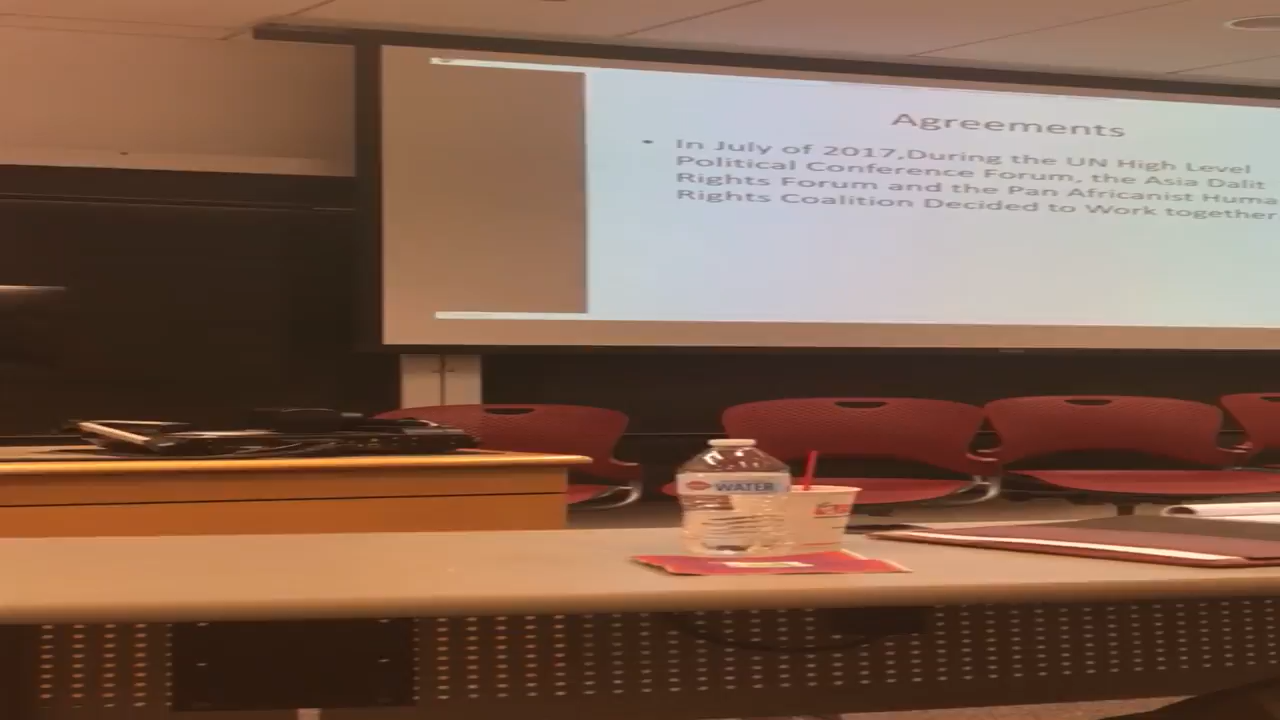 Agreements
• In July of 2017,During the UN High Level
Political Conference Forum, the Asia Dalit
Rights Forum and the Pan Africanist Huma
Rights Coalition Decided to Work together
WATER